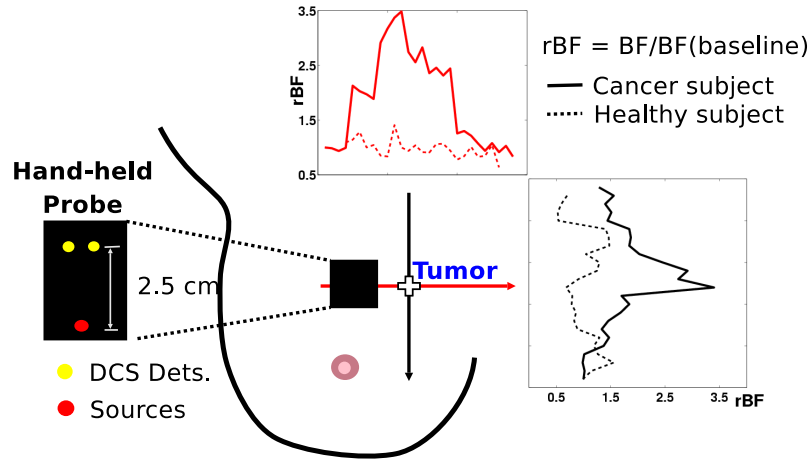 3.5
2.5
1.5
0.5
rBF
rBF = BF/BF(baseline)
Cancer subject
Healthy subject
Hand-held
Probe
2.5 cm
DCS Dets.
Sources
Tumor
0.5 1.5 2.5 3.5
rBF